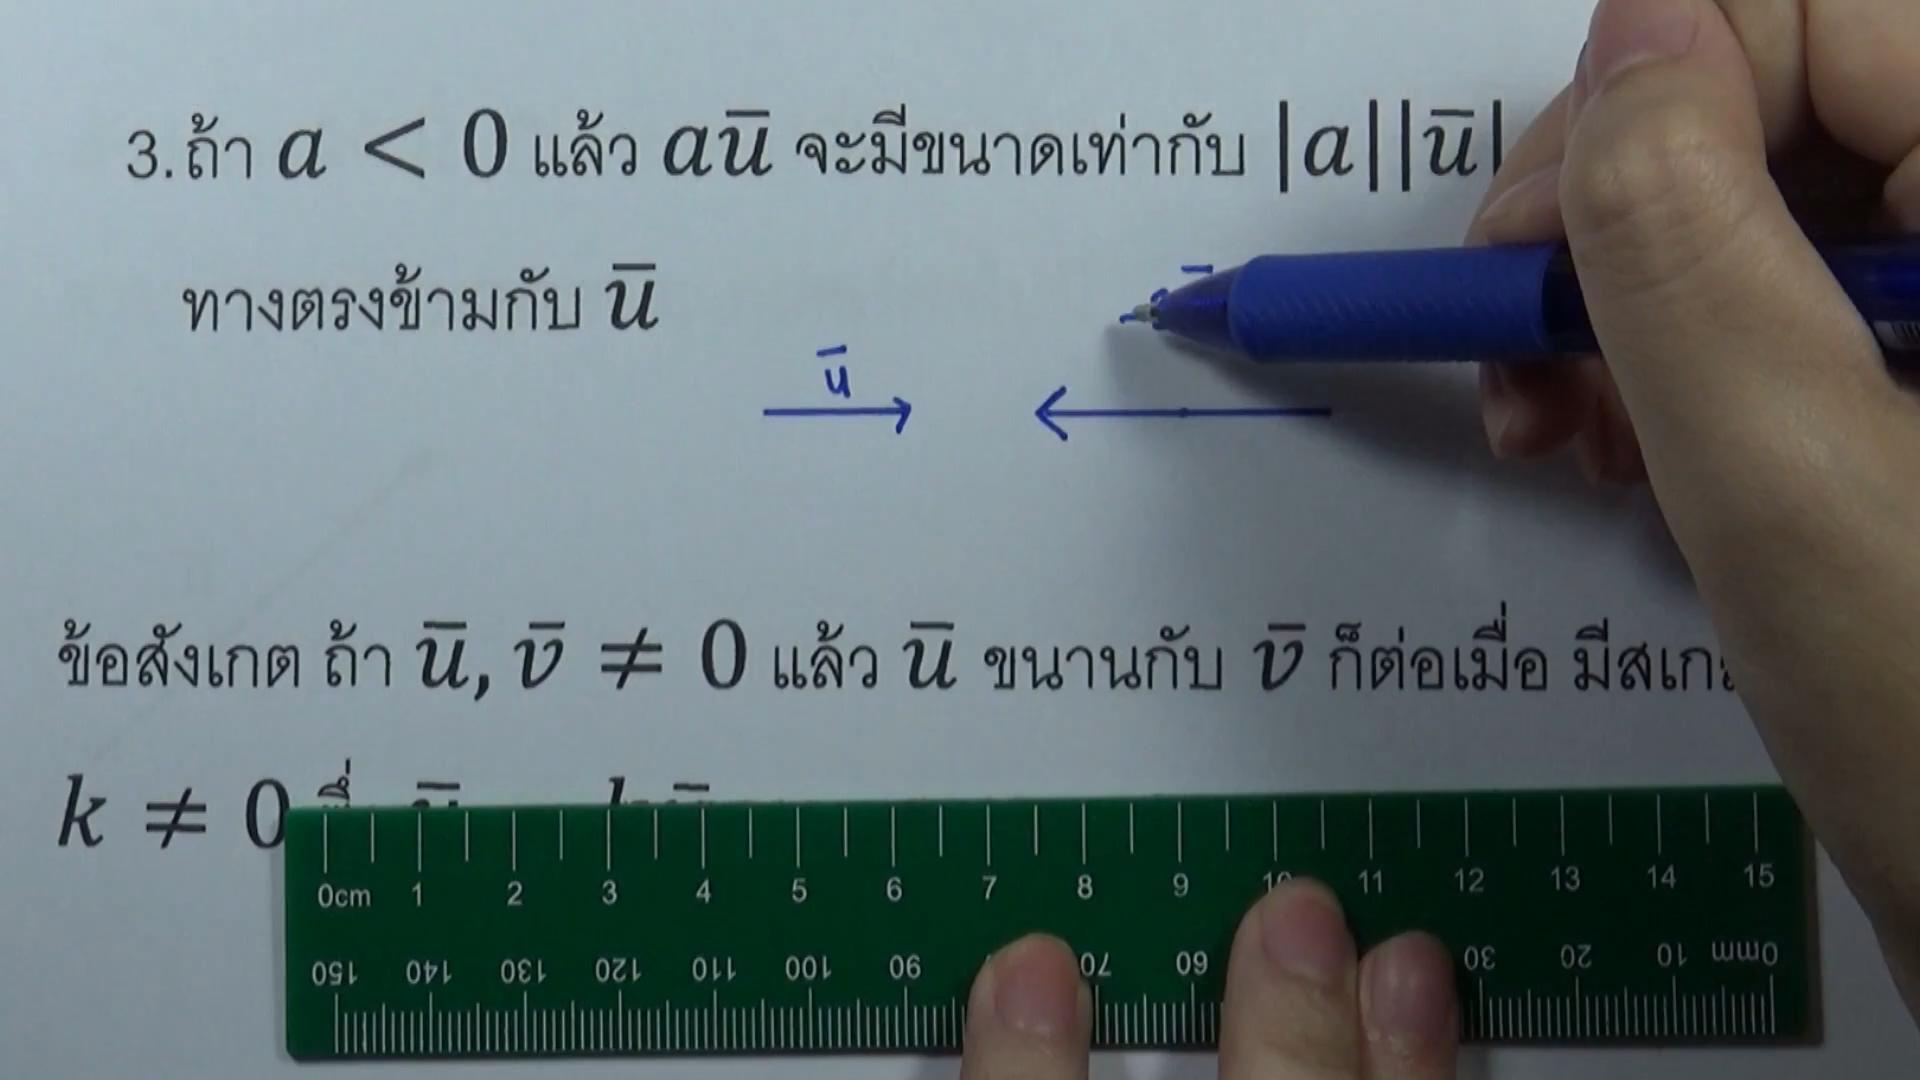 3. ถ้า a < 0 แล้ว aū จะมีขนาดเท่ากับ |a||ū|
ทางตรงข้ามกับ ū
ū
ข้อสังเกต ถ้า ū, v̄ ≠ 0 แล้ว ū ขนานกับ v̄ ก็ต่อเมื่อ
k ≠ 0
0cm 1 2 3 4 5 6 7 8 9 10 11 12 13 14 15
150 140 130 120 110 100 90 70 60 30 20 10 0mm